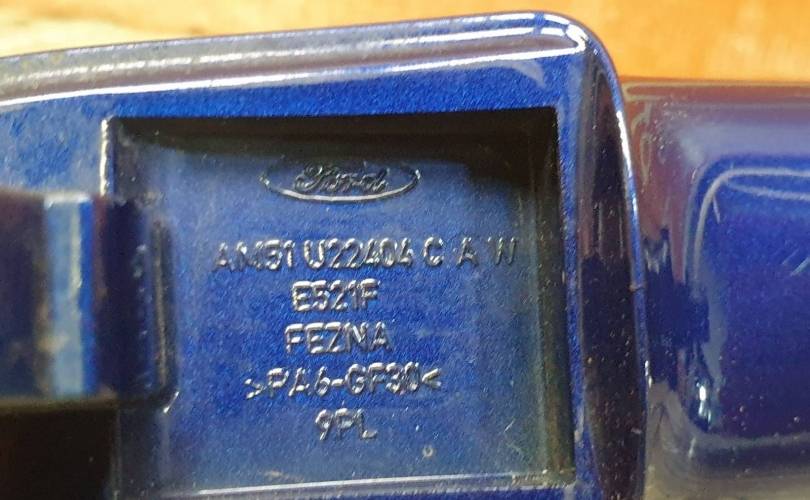 Ford
AM51 U22404 C A W
E521F
FEZNA
>PA6-GF30<
9PL